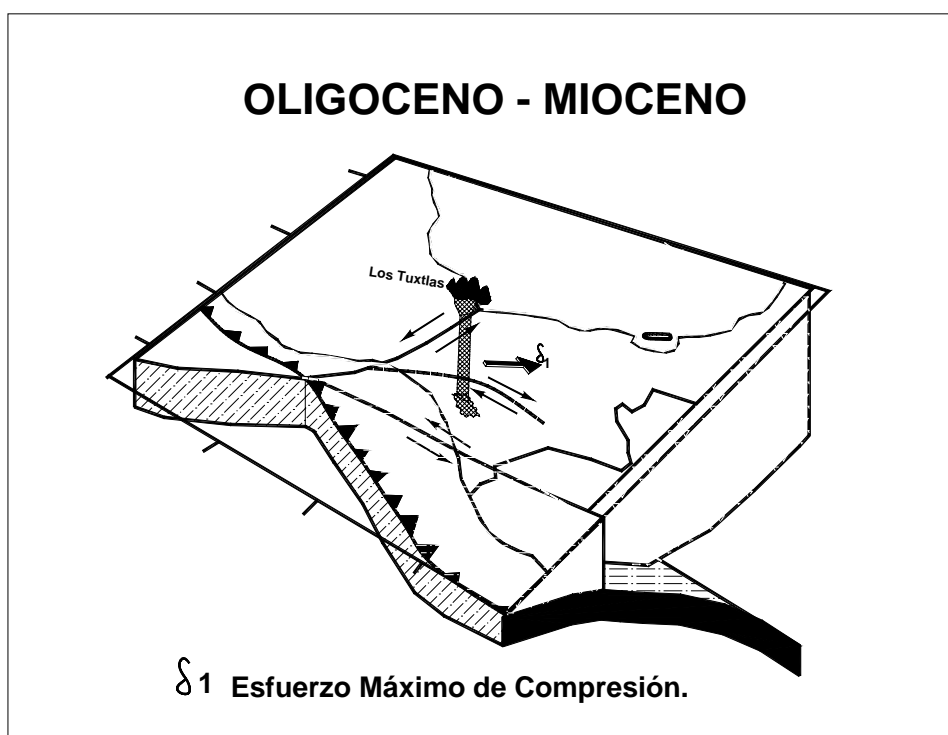 OLIGOCENO - MIOCENO
Los Tuxtlas
δ1
δ1 Esfuerzo Máximo de Compresión.